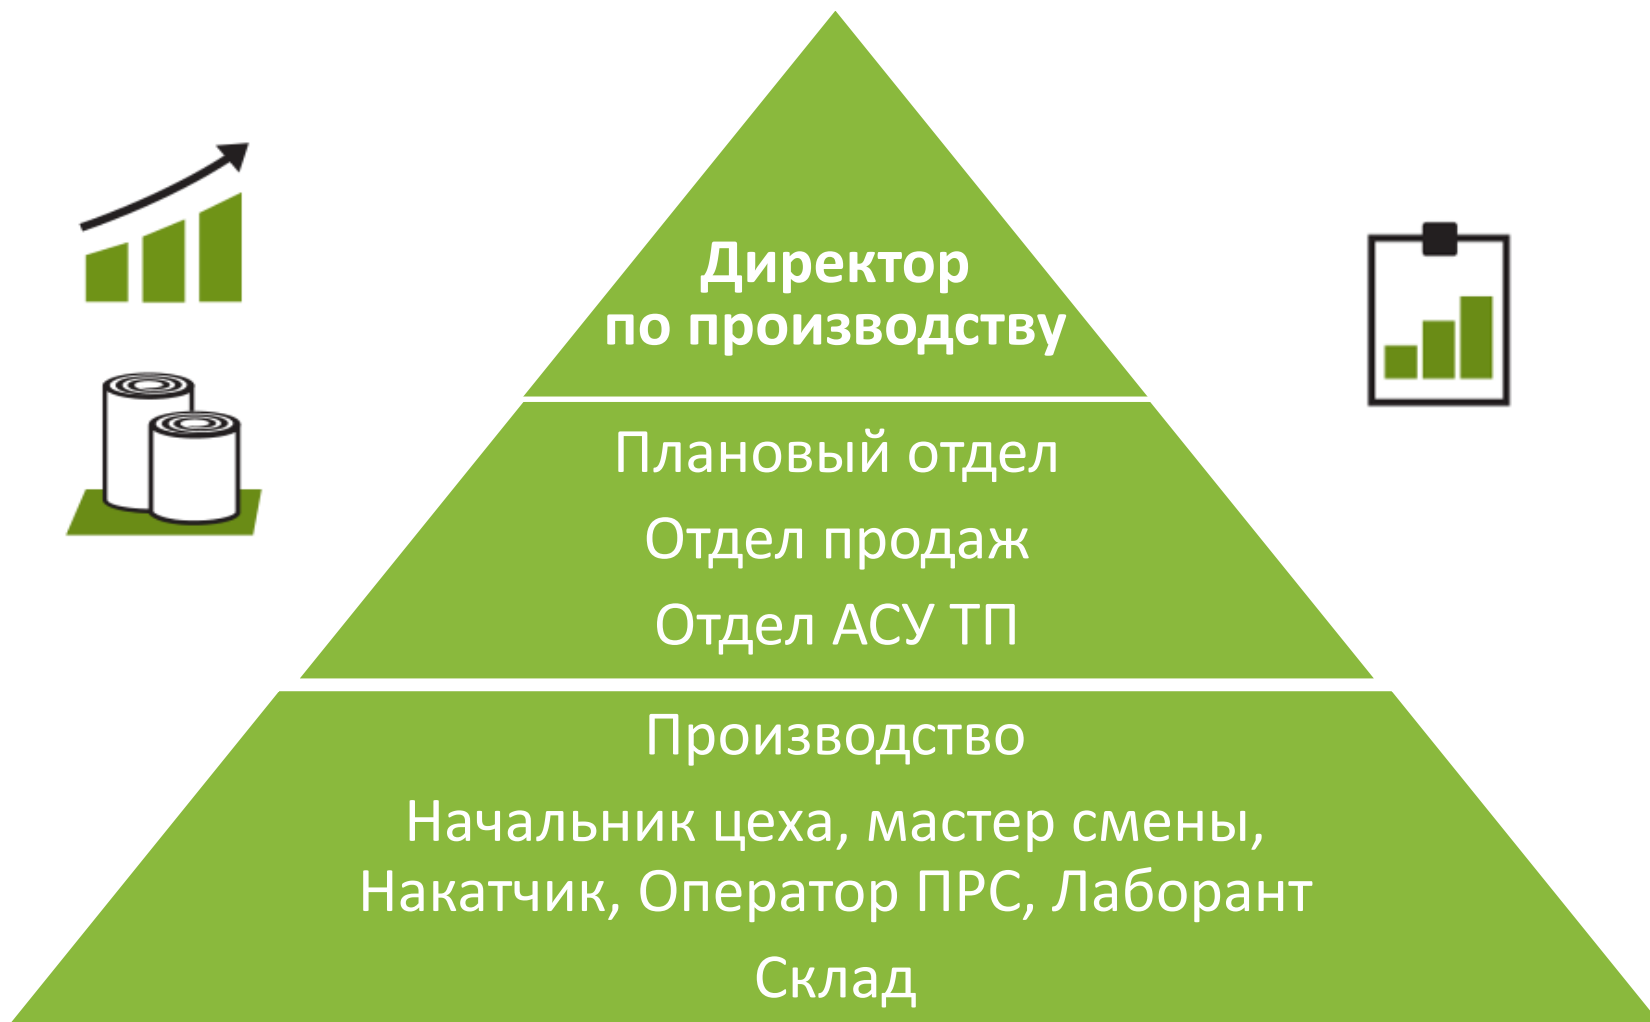 Директор
по производству
Плановый отдел
Отдел продаж
Отдел АСУ ТП
Производство
Начальник цеха, мастер смены,
Накатчик, Оператор ПРС, Лаборант
Склад